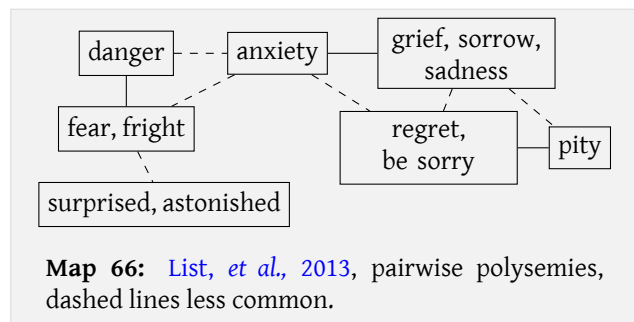 danger
anxiety
grief, sorrow,
sadness
fear, fright
regret,
be sorry
pity
surprised, astonished
Map 66: List, et al., 2013, pairwise polysemies,
dashed lines less common.